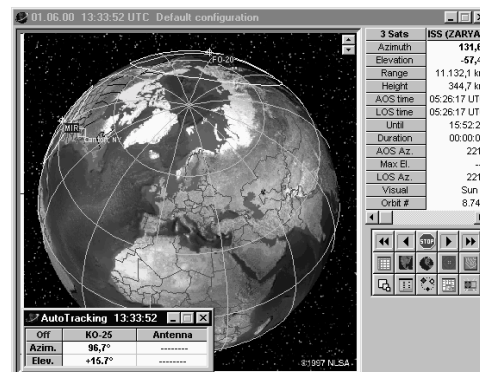 01.06.00 13:33:52 UTC Default configuration
FO-20
MIR
Canton, NY
3 Sats ISS (ZARYA
Azimuth 131,6
Elevation -57,4
Range 11.132,1 k
Height 344,7 k
AOS time 05:26:17 UT
LOS time 05:26:17 UT
Until 15:52:2
Duration 00:00:0
AOS Az. 221
Max El. --
LOS Az. 221
Visual Sun
Orbit # 8.74
STOP
AutoTracking 13:33:52
Off KO-25 Antenna
Azim. 96,7° --------
Elev. +15.7° --------
©1997 NLSA